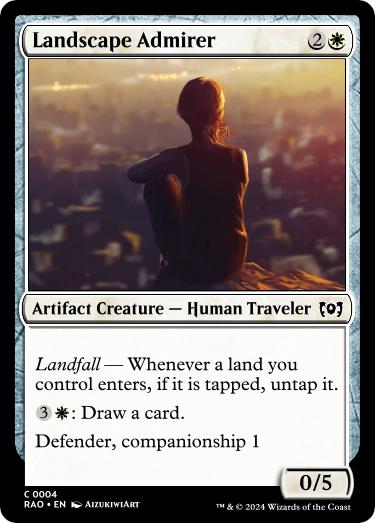 Landscape Admirer 2
Artifact Creature — Human Traveler
Landfall — Whenever a land you
control enters, if it is tapped, untap it.
3 : Draw a card.
Defender, companionship 1
0/5
C 0004
RAO • EN AizukiwiArt
™ & © 2024 Wizards of the Coast